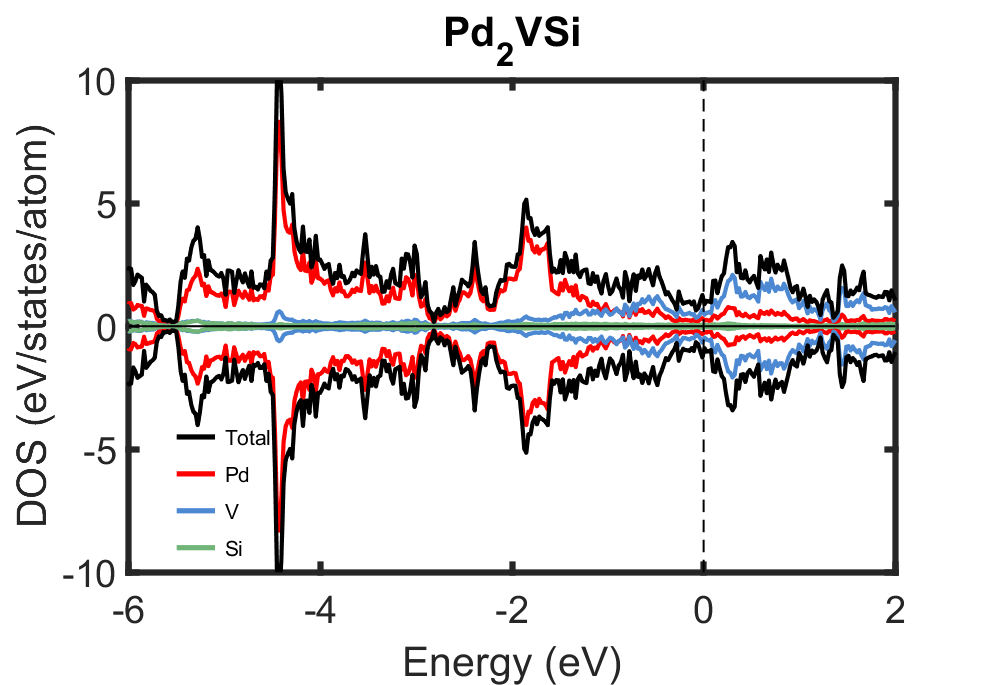 Pd₂VSi
DOS (eV/states/atom)
10
5
0
-5
-10
Total
Pd
V
Si
-6 -4 -2 0 2
Energy (eV)